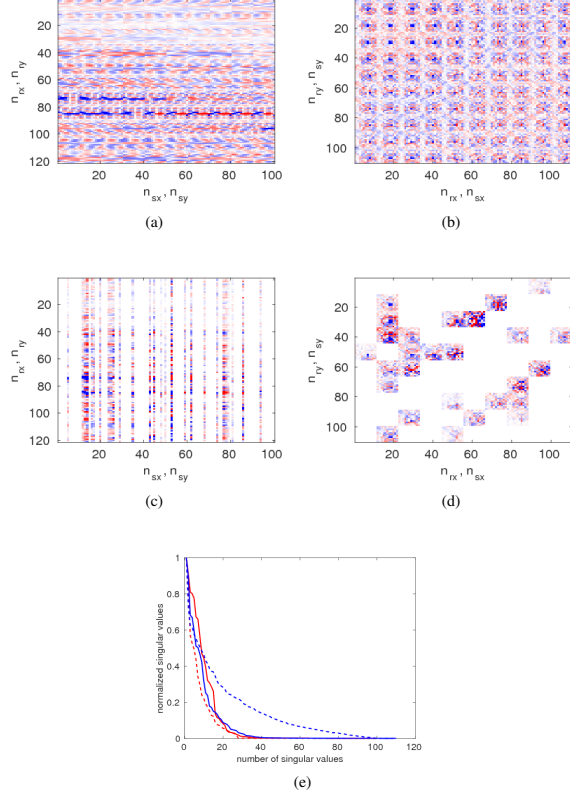 20
40
60
80
100
120
n_rx , n_ry
20 40 60 80 100
n_sx , n_sy
(a)
20
40
60
80
100
n_ry , n_sy
20 40 60 80 100
n_rx , n_sx
(b)
20
40
60
80
100
120
n_rx , n_ry
20 40 60 80 100
n_sx , n_sy
(c)
20
40
60
80
100
n_ry , n_sy
20 40 60 80 100
n_rx , n_sx
(d)
1
0.8
0.6
0.4
0.2
0
normalized singular values
0 20 40 60 80 100 120
number of singular values
(e)